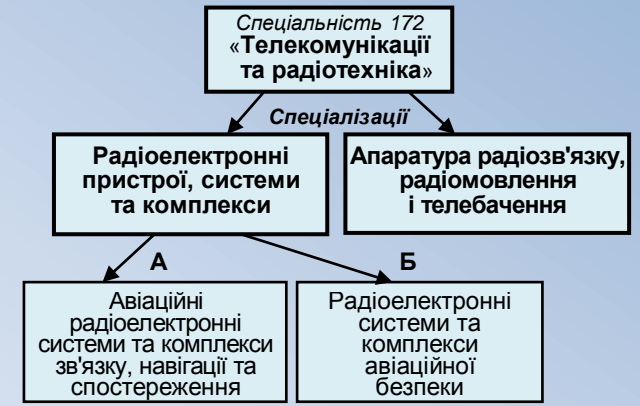 Спеціальність 172
«Телекомунікації
та радіотехніка»
Спеціалізації
Радіоелектронні
пристрої, системи
та комплекси
Апаратура радіозв'язку,
радіомовлення
і телебачення
А
Б
Авіаційні
радіоелектронні
системи та комплекси
зв'язку, навігації та
спостереження
Радіоелектронні
системи та
комплекси
авіаційної
безпеки